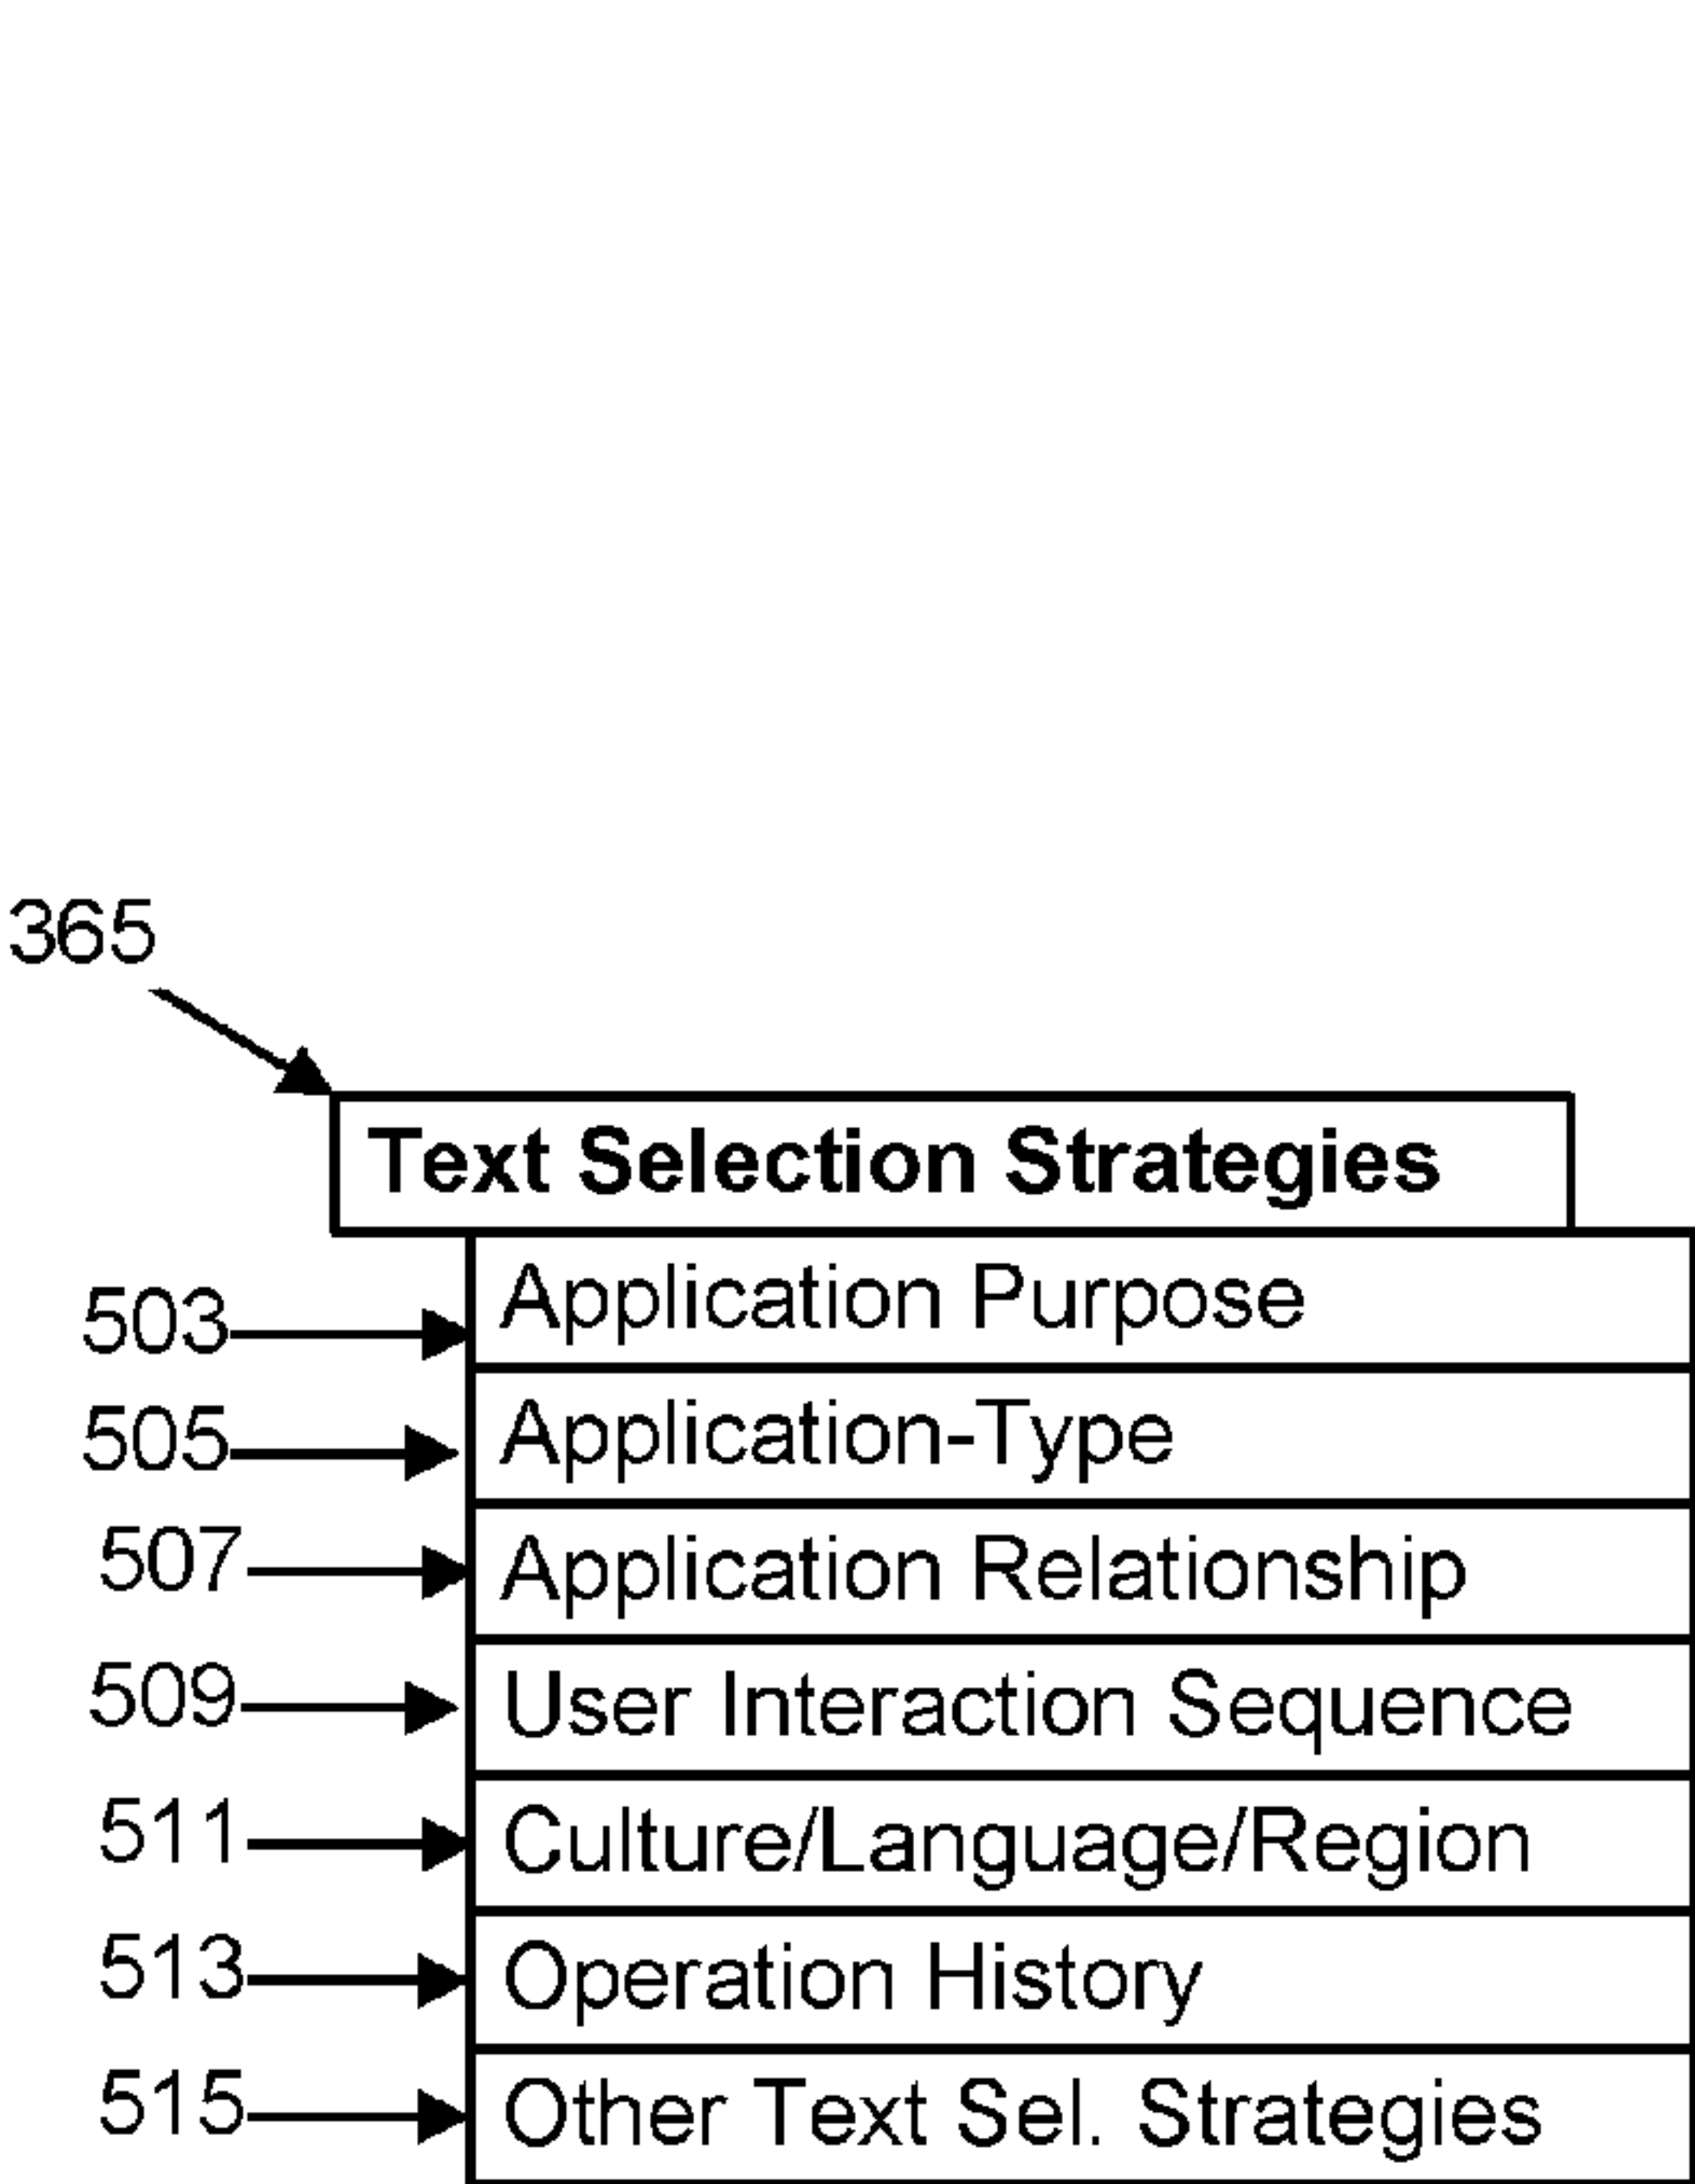 365
Text Selection Strategies
503 Application Purpose
505 Application-Type
507 Application Relationship
509 User Interaction Sequence
511 Culture/Language/Region
513 Operation History
515 Other Text Sel. Strategies